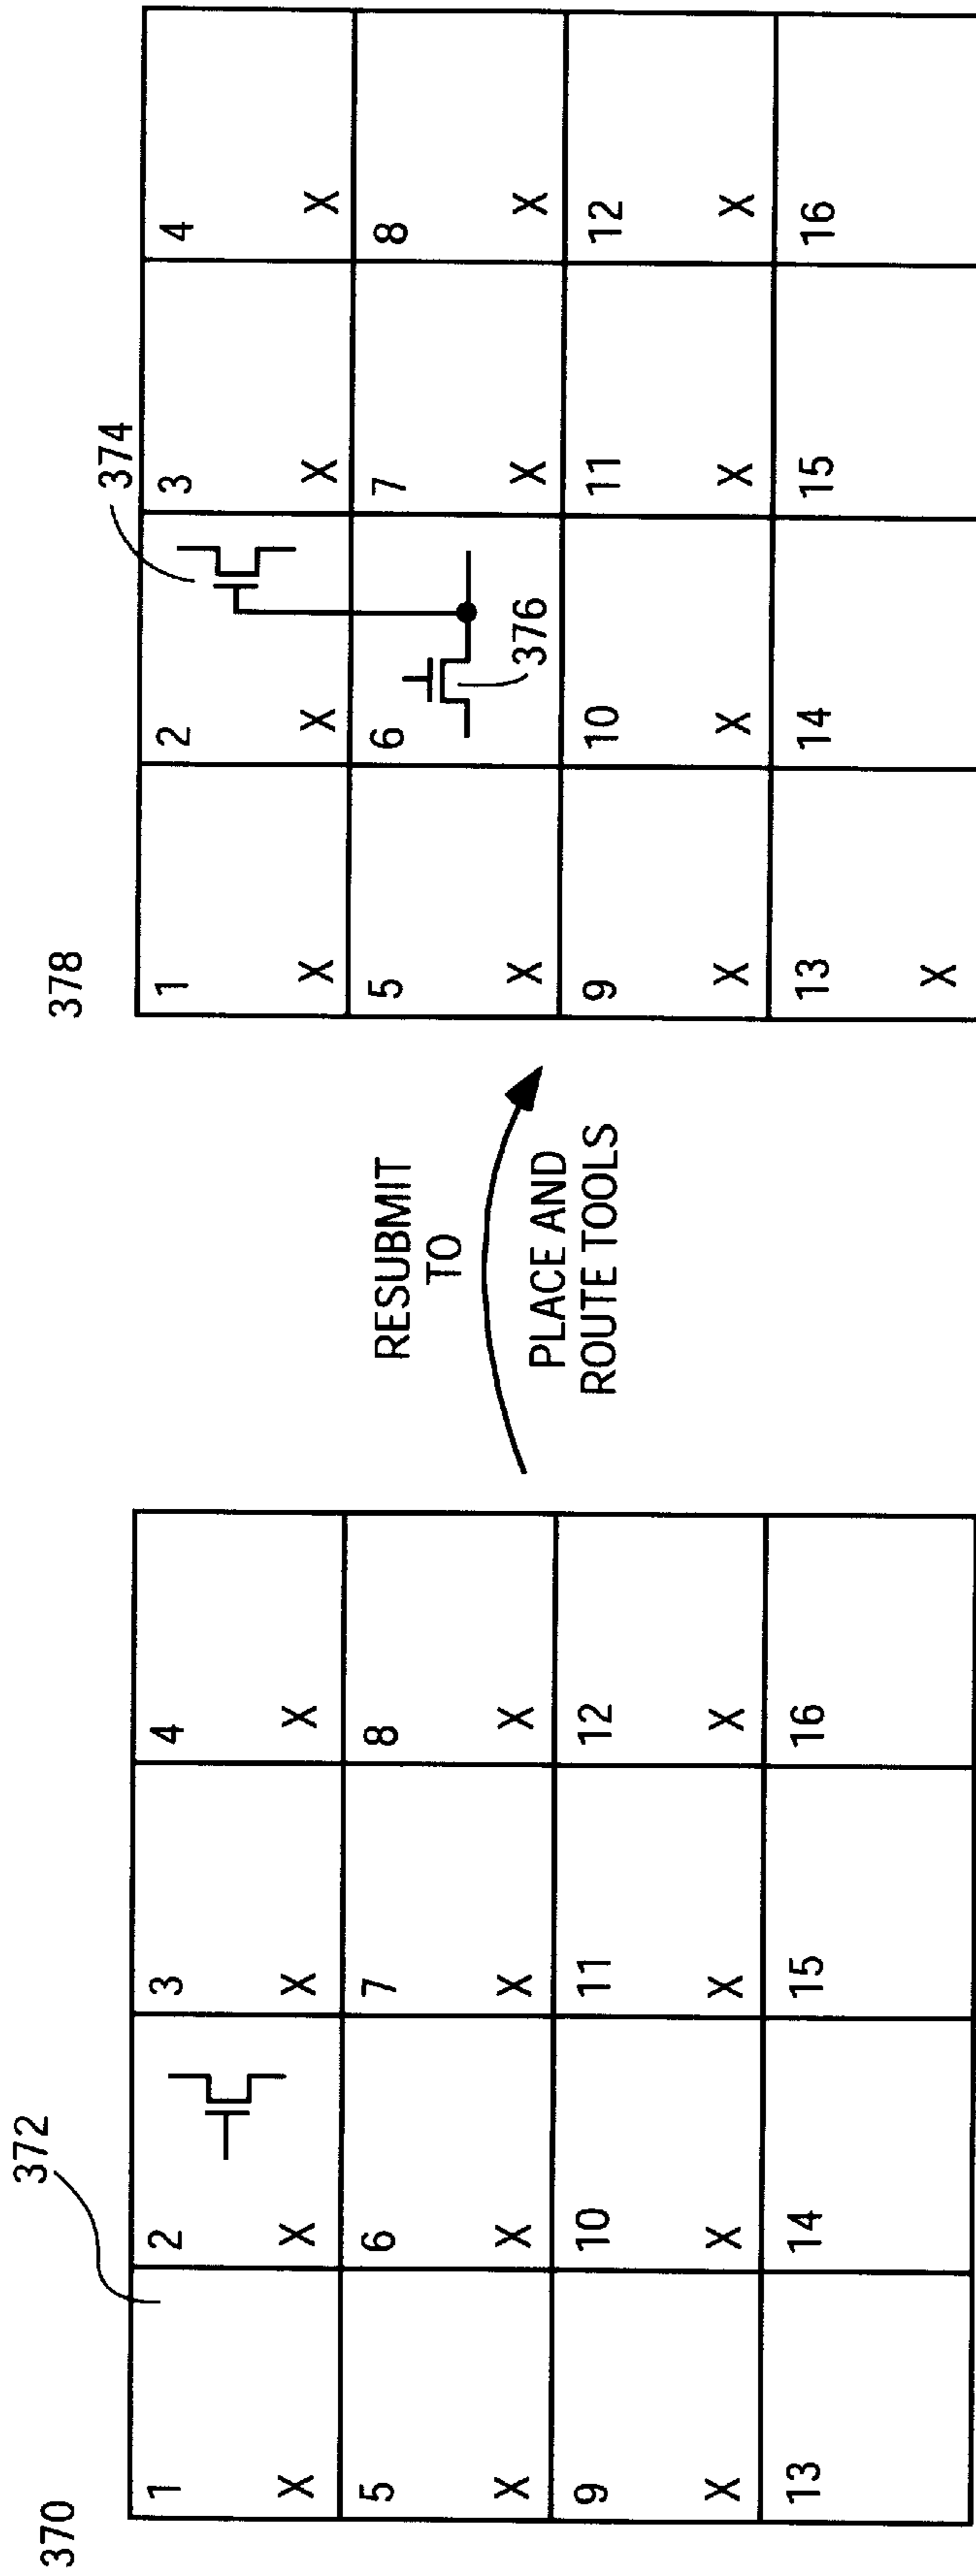 370
372
1 2 3 4
X X X X
5 6 7 8
X X X X
9 10 11 12
X X X X
13 14 15 16
RESUBMIT
TO
PLACE AND
ROUTE TOOLS
378
374
1 2 3 4
X X X X
5 6 7 8
376
X X X
9 10 11 12
X X X X
13 14 15 16
X